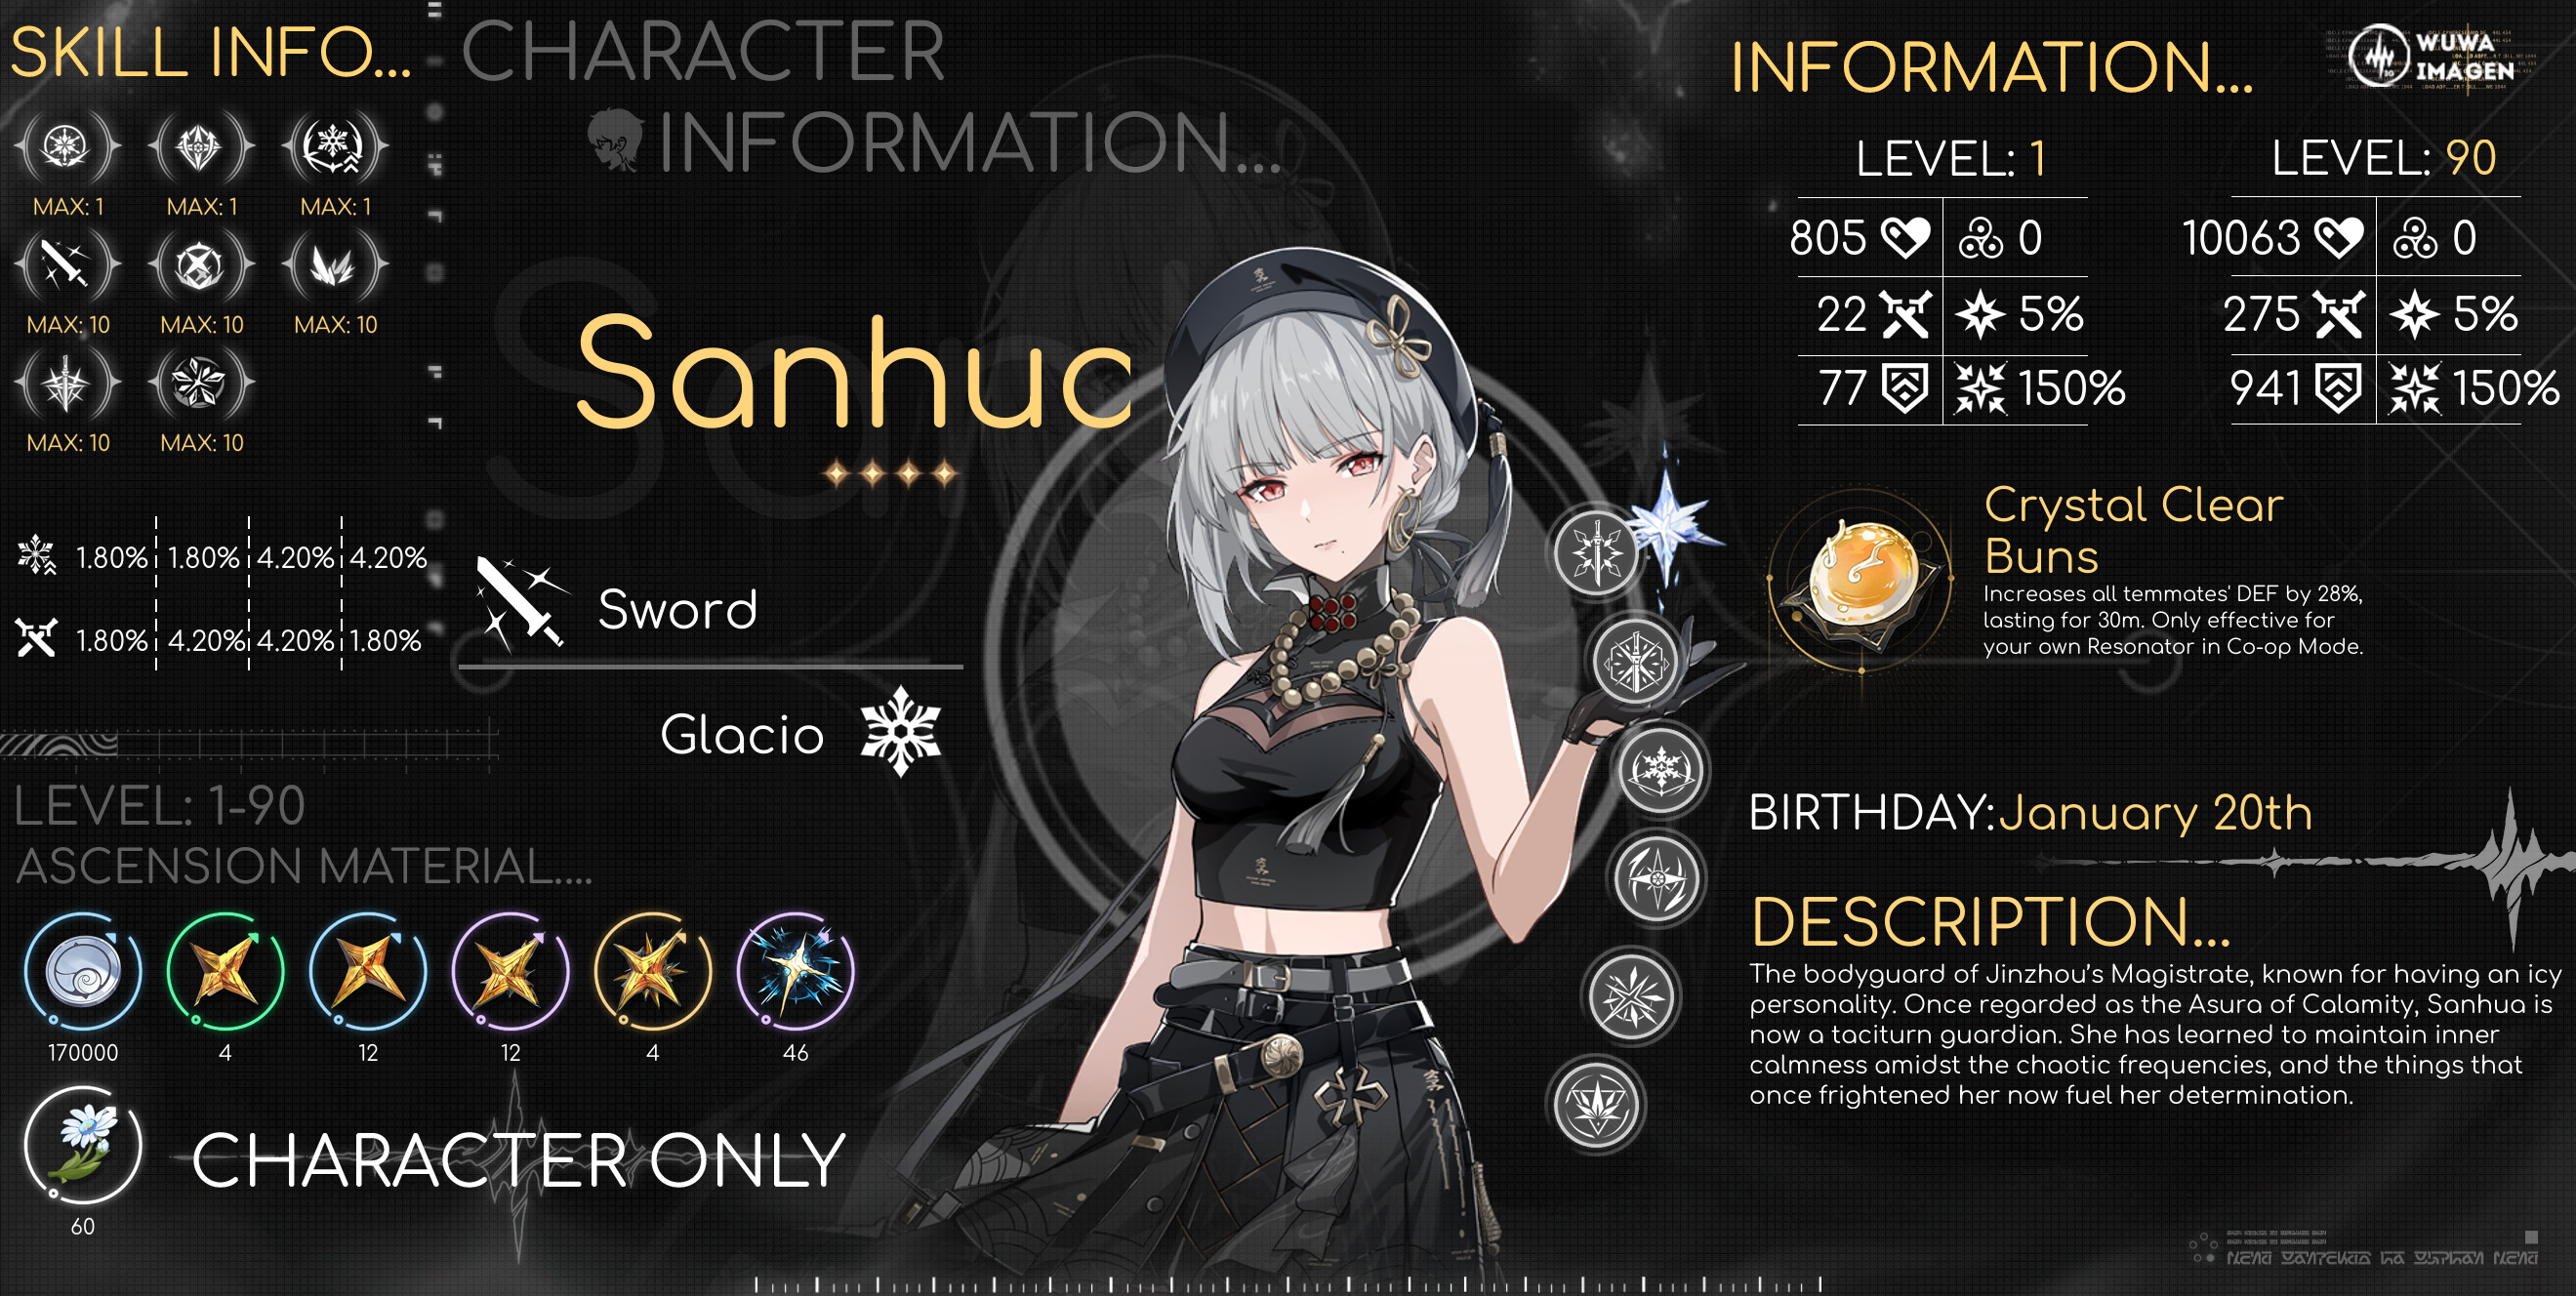 SKILL INFO...
MAX: 1
MAX: 1
MAX: 1
MAX: 10
MAX: 10
MAX: 10
MAX: 10
MAX: 10
1.80% 1.80% 4.20% 4.20%
1.80% 4.20% 4.20% 1.80%
LEVEL: 1-90
ASCENSION MATERIAL....
170000
4
12
12
4
46
60
CHARACTER ONLY
CHARACTER
INFORMATION...
Sanhuc
Sword
Glacio
INFORMATION...
WUWA
IMAGEN
LEVEL: 1
805 0
22 5%
77 150%
LEVEL: 90
10063 0
275 5%
941 150%
Crystal Clear
Buns
Increases all temmates' DEF by 28%,
lasting for 30m. Only effective for
your own Resonator in Co-op Mode.
BIRTHDAY:January 20th
DESCRIPTION...
The bodyguard of Jinzhou's Magistrate, known for having an icy
personality. Once regarded as the Asura of Calamity, Sanhua is
now a taciturn guardian. She has learned to maintain inner
calmness amidst the chaotic frequencies, and the things that
once frightened her now fuel her determination.